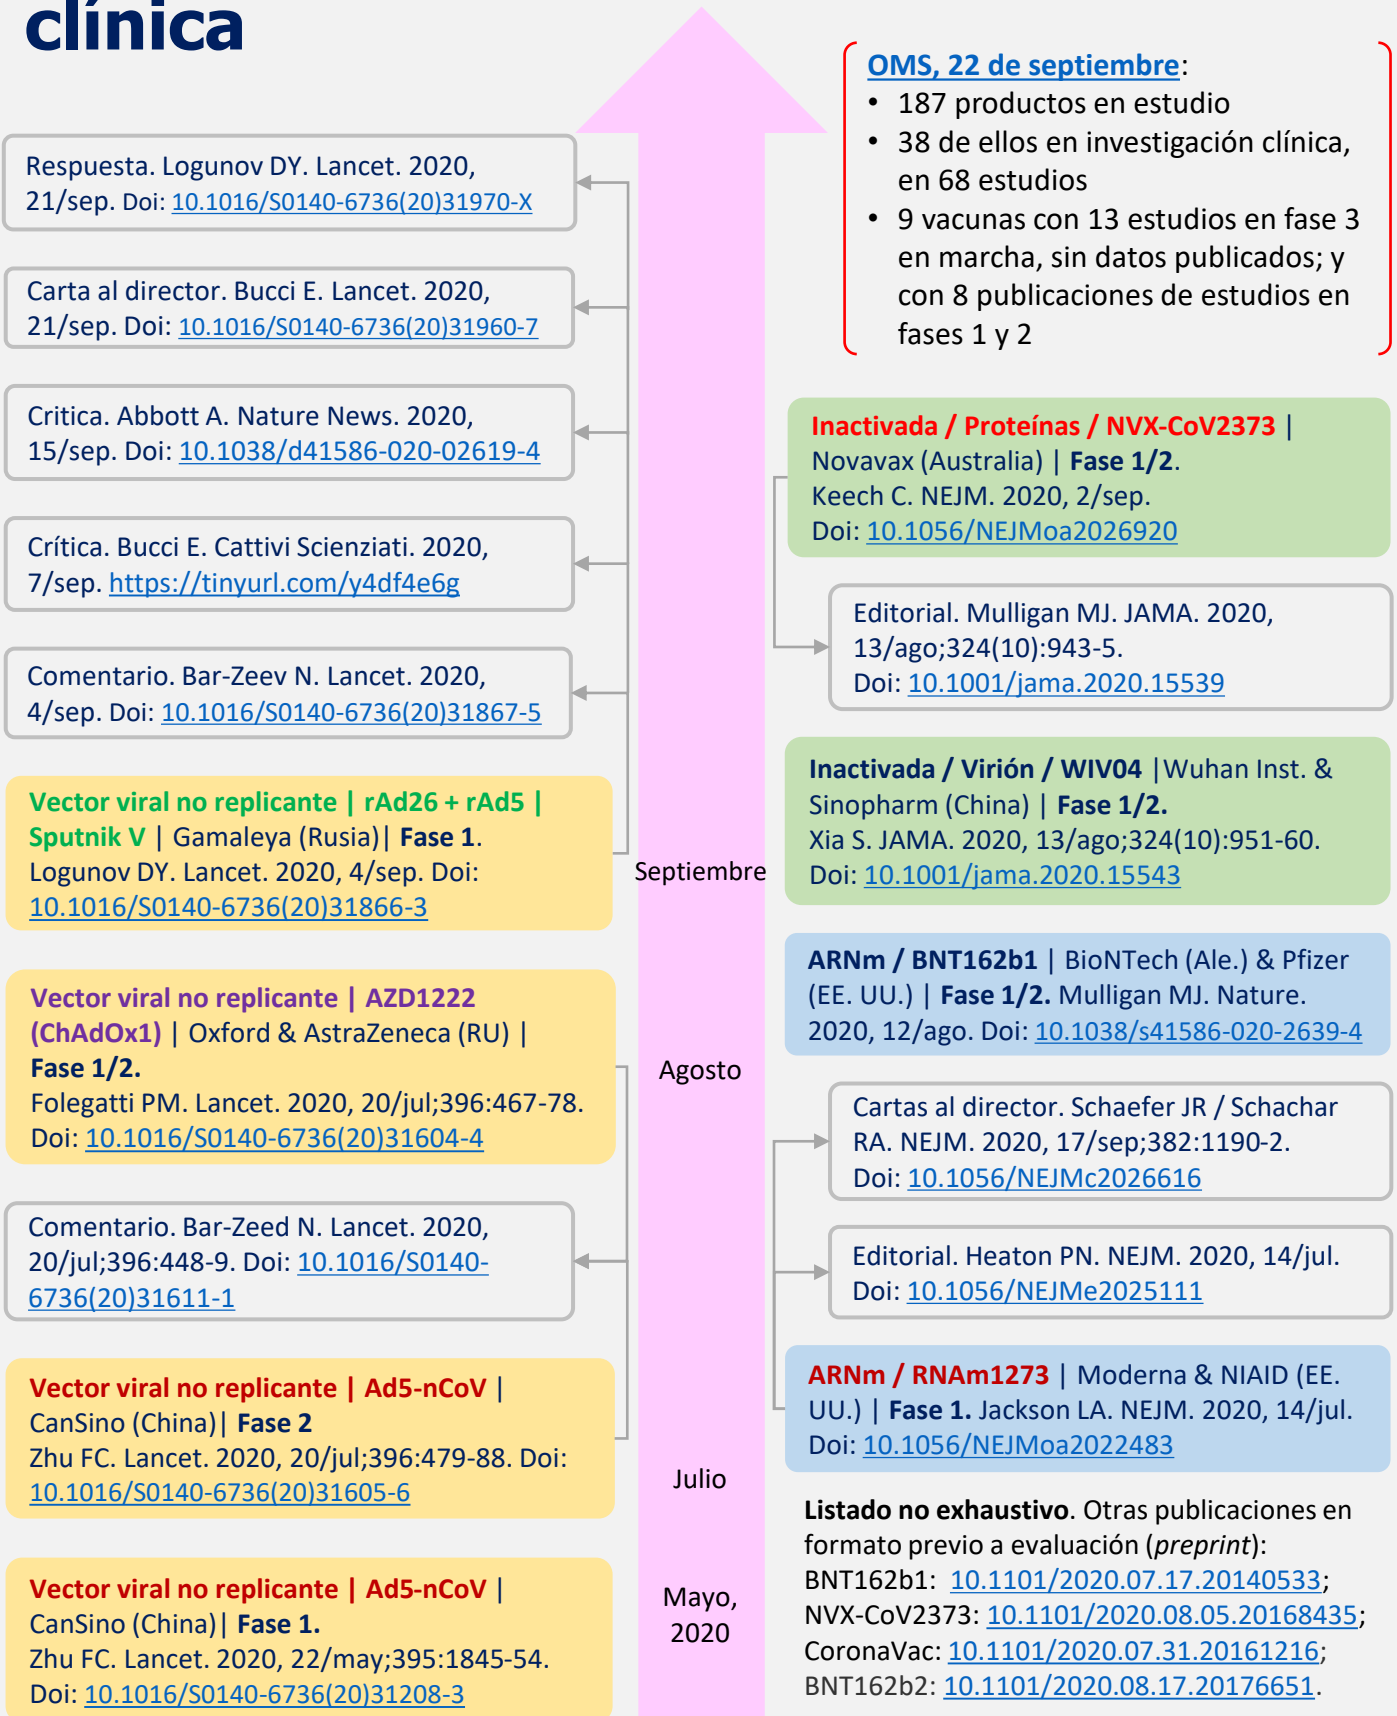 clínica
OMS, 22 de septiembre:
• 187 productos en estudio
• 38 de ellos en investigación clínica,
en 68 estudios
• 9 vacunas con 13 estudios en fase 3
en marcha, sin datos publicados; y
con 8 publicaciones de estudios en
fases 1 y 2
Respuesta. Logunov DY. Lancet. 2020,
21/sep. Doi: 10.1016/S0140-6736(20)31970-X
Carta al director. Bucci E. Lancet. 2020,
21/sep. Doi: 10.1016/S0140-6736(20)31960-7
Critica. Abbott A. Nature News. 2020,
15/sep. Doi: 10.1038/d41586-020-02619-4
Crítica. Bucci E. Cattivi Scienziati. 2020,
7/sep. https://tinyurl.com/y4df4e6g
Comentario. Bar-Zeev N. Lancet. 2020,
4/sep. Doi: 10.1016/S0140-6736(20)31867-5
Vector viral no replicante | rAd26 + rAd5 |
Sputnik V | Gamaleya (Rusia)| Fase 1.
Logunov DY. Lancet. 2020, 4/sep. Doi:
10.1016/S0140-6736(20)31866-3
Vector viral no replicante | AZD1222
(ChAdOx1) | Oxford & AstraZeneca (RU) |
Fase 1/2.
Folegatti PM. Lancet. 2020, 20/jul;396:467-78.
Doi: 10.1016/S0140-6736(20)31604-4
Comentario. Bar-Zeed N. Lancet. 2020,
20/jul;396:448-9. Doi: 10.1016/S0140-
6736(20)31611-1
Vector viral no replicante | Ad5-nCoV |
CanSino (China)| Fase 2
Zhu FC. Lancet. 2020, 20/jul;396:479-88. Doi:
10.1016/S0140-6736(20)31605-6
Vector viral no replicante | Ad5-nCoV |
CanSino (China)| Fase 1.
Zhu FC. Lancet. 2020, 22/may;395:1845-54.
Doi: 10.1016/S0140-6736(20)31208-3
Septiembre
Agosto
Julio
Mayo,
2020
Inactivada / Proteínas / NVX-CoV2373 |
Novavax (Australia) | Fase 1/2.
Keech C. NEJM. 2020, 2/sep.
Doi: 10.1056/NEJMoa2026920
Editorial. Mulligan MJ. JAMA. 2020,
13/ago;324(10):943-5.
Doi: 10.1001/jama.2020.15539
Inactivada / Virión / WIV04 |Wuhan Inst. &
Sinopharm (China) | Fase 1/2.
Xia S. JAMA. 2020, 13/ago;324(10):951-60.
Doi: 10.1001/jama.2020.15543
ARNm / BNT162b1 | BioNTech (Ale.) & Pfizer
(EE. UU.) | Fase 1/2. Mulligan MJ. Nature.
2020, 12/ago. Doi: 10.1038/s41586-020-2639-4
Cartas al director. Schaefer JR / Schachar
RA. NEJM. 2020, 17/sep;382:1190-2.
Doi: 10.1056/NEJMc2026616
Editorial. Heaton PN. NEJM. 2020, 14/jul.
Doi: 10.1056/NEJMe2025111
ARNm / RNAm1273 | Moderna & NIAID (EE.
UU.) | Fase 1. Jackson LA. NEJM. 2020, 14/jul.
Doi: 10.1056/NEJMoa2022483
Listado no exhaustivo. Otras publicaciones en
formato previo a evaluación (preprint):
BNT162b1: 10.1101/2020.07.17.20140533;
NVX-CoV2373: 10.1101/2020.08.05.20168435;
CoronaVac: 10.1101/2020.07.31.20161216;
BNT162b2: 10.1101/2020.08.17.20176651.